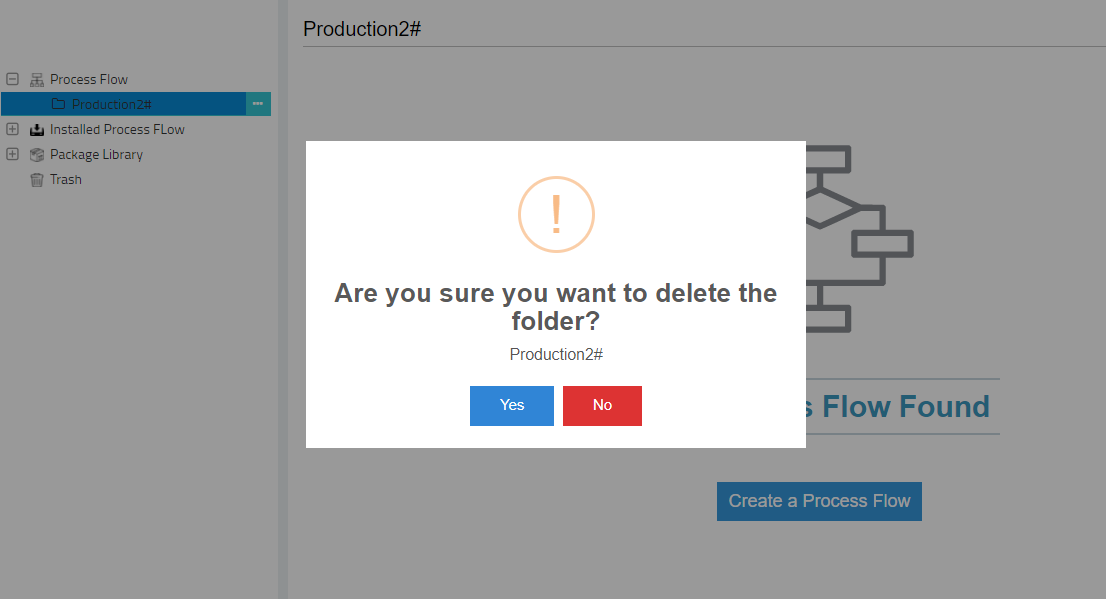 Production2#
Process Flow
Production2#
Installed Process FLow
Package Library
Trash
Are you sure you want to delete the
folder?
Production2#
Yes
No
Flow Found
Create a Process Flow